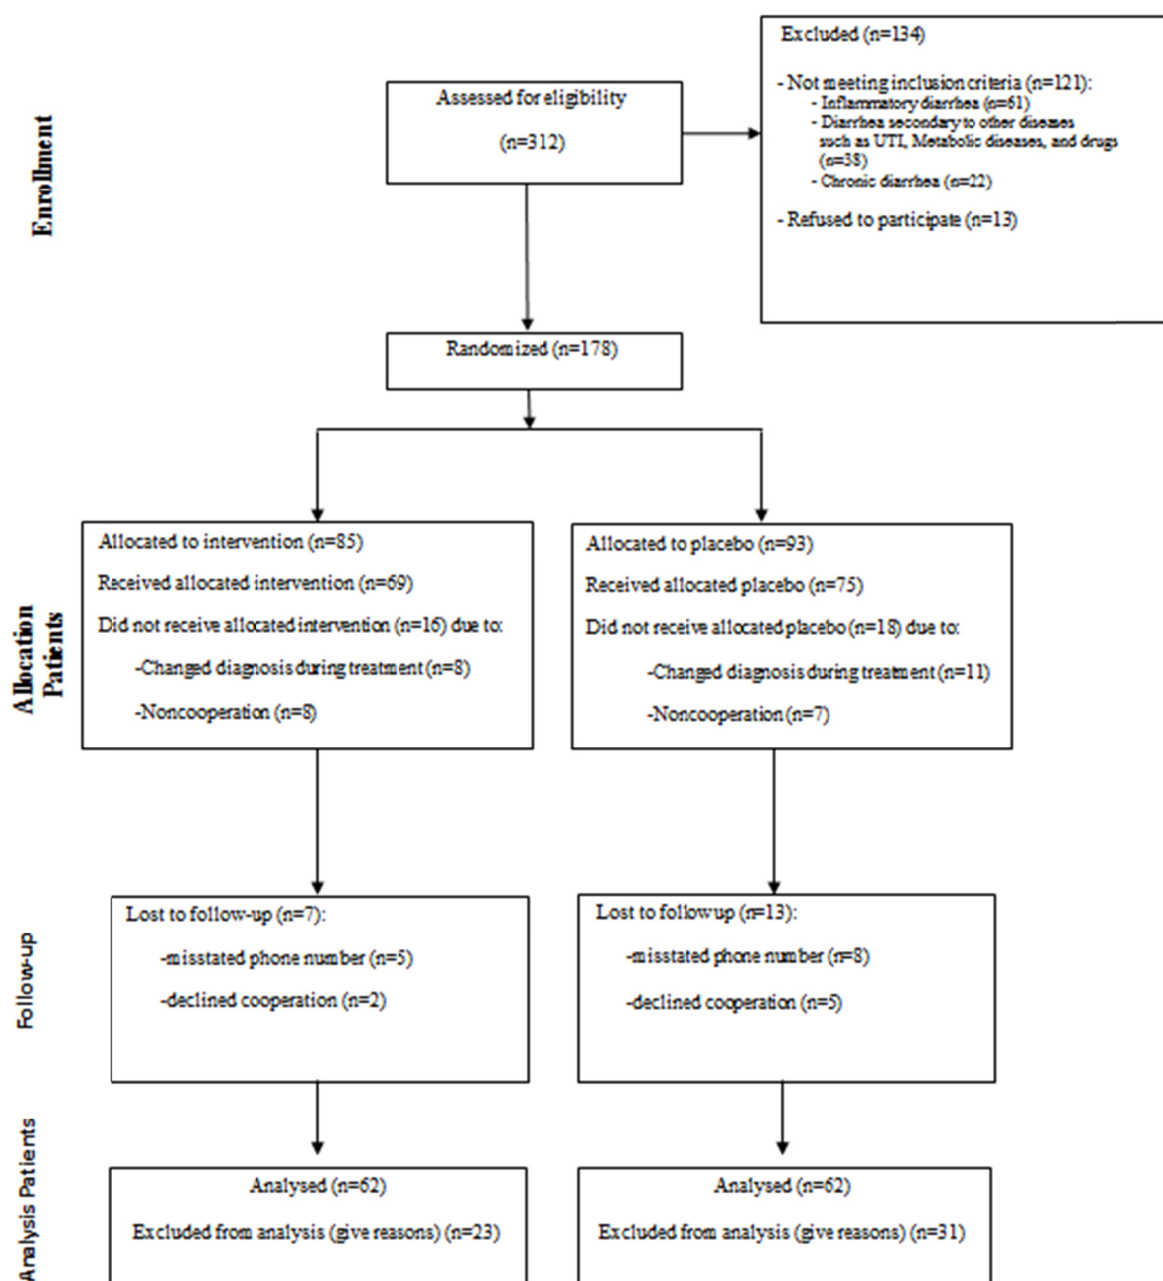 Enrollment
Assessed for eligibility
(n=312)
Excluded (n=134)
- Not meeting inclusion criteria (n=121):
- Inflammatory diarrhea (n=61)
- Diarrhea secondary to other diseases
such as UTI, Metabolic diseases, and drugs
(n=38)
- Chronic diarrhea (n=22)
- Refused to participate (n=13)
Randomized (n=178)
Allocation
Patients
Allocated to intervention (n=85)
Received allocated intervention (n=69)
Did not receive allocated intervention (n=16) due to:
-Changed diagnosis during treatment (n=8)
-Noncooperation (n=8)
Allocated to placebo (n=93)
Received allocated placebo (n=75)
Did not receive allocated placebo (n=18) due to:
-Changed diagnosis during treatment (n=11)
-Noncooperation (n=7)
Follow-up
Lost to follow-up (n=7):
-misstated phone number (n=5)
-declined cooperation (n=2)
Lost to followup (n=13):
-misstated phone number (n=8)
-declined cooperation (n=5)
Analysis Patients
Analysed (n=62)
Excluded from analysis (give reasons) (n=23)
Analysed (n=62)
Excluded from analysis (give reasons) (n=31)